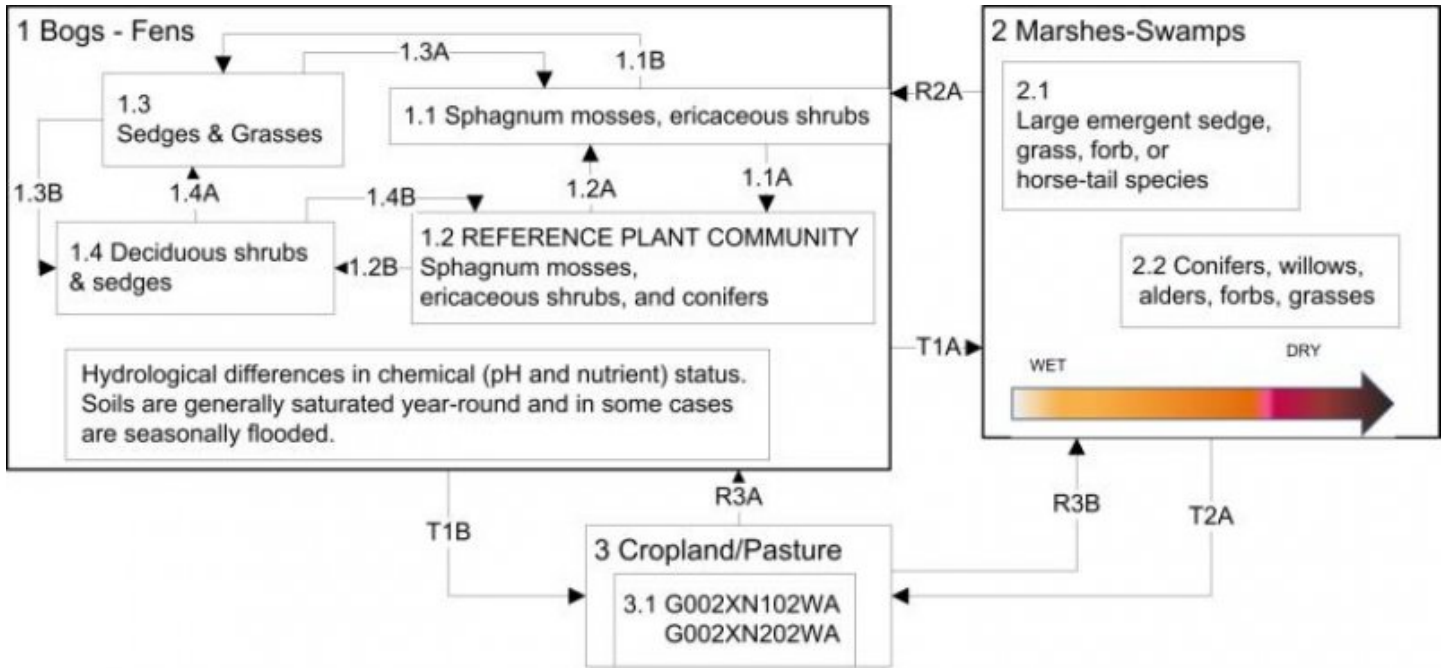 1 Bogs - Fens
1.3A
1.1B
1.3
Sedges & Grasses
1.1 Sphagnum mosses, ericaceous shrubs
1.3B
1.4A
1.4B
1.2A
1.1A
1.4 Deciduous shrubs
& sedges
1.2B
1.2 REFERENCE PLANT COMMUNITY
Sphagnum mosses,
ericaceous shrubs, and conifers
Hydrological differences in chemical (pH and nutrient) status.
Soils are generally saturated year-round and in some cases
are seasonally flooded.
R2A
T1A
2 Marshes-Swamps
2.1
Large emergent sedge,
grass, forb, or
horse-tail species
2.2 Conifers, willows,
alders, forbs, grasses
WET
DRY
T1B
R3A
R3B
T2A
3 Cropland/Pasture
3.1 G002XN102WA
G002XN202WA